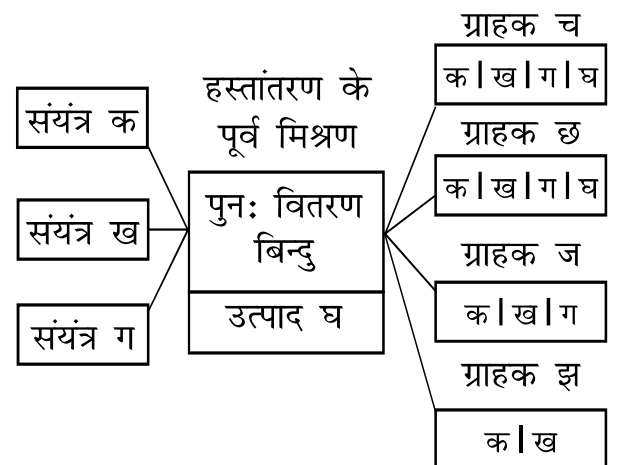 संयंत्र क
संयंत्र ख
संयंत्र ग
हस्तांतरण के
पूर्व मिश्रण
पुनः वितरण
बिन्दु
उत्पाद घ
ग्राहक च
क|ख|ग|घ
ग्राहक छ
क|ख|ग|घ
ग्राहक ज
क|ख|ग
ग्राहक झ
क|ख